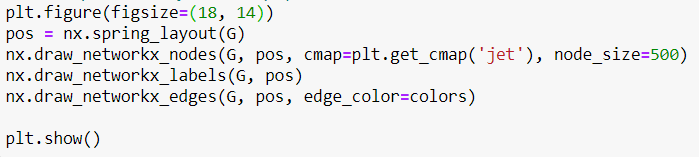 plt.figure(figsize=(18, 14))
pos = nx.spring_layout(G)
nx.draw_networkx_nodes(G, pos, cmap=plt.get_cmap('jet'), node_size=500)
nx.draw_networkx_labels(G, pos)
nx.draw_networkx_edges(G, pos, edge_color=colors)
plt.show()